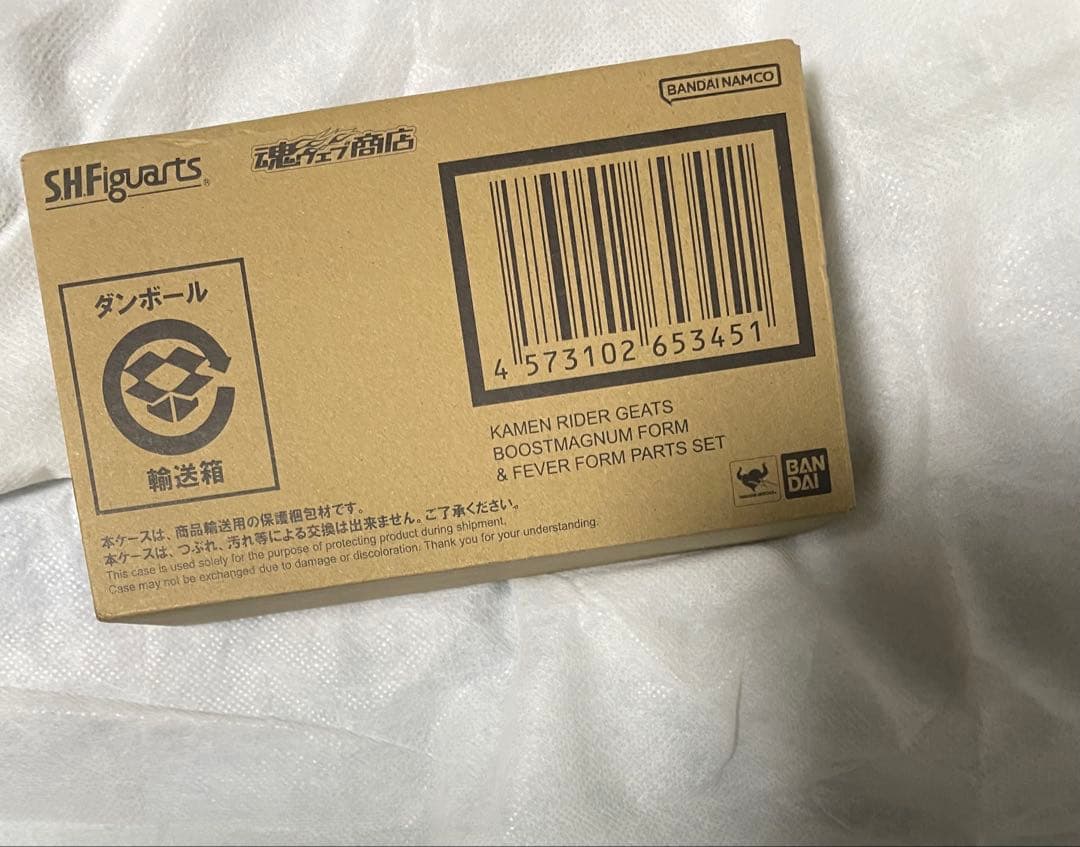 BANDAI NAMCO
S.H.Figuarts®
魂ウェブ商店
4 573102 653451
ダンボール
輸送箱
KAMEN RIDER GEATS
BOOSTMAGNUM FORM
& FEVER FORM PARTS SET
BAN
DAI
本ケースは、商品輸送用の保護梱包材です。
本ケースは、つぶれ、汚れ等による交換は出来ません。ご了承ください。
This case is used solely for the purpose of protecting product during shipment.
Case may not be exchanged due to damage or discoloration. Thank you for your understanding.